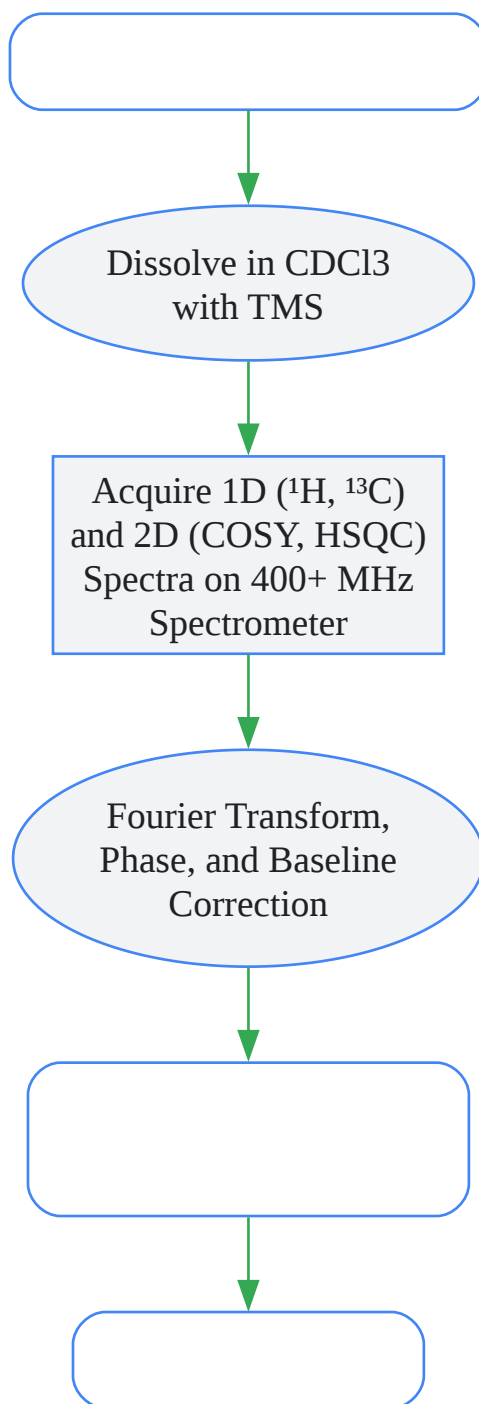 Dissolve in CDCl3
with TMS
Acquire 1D (¹H, ¹³C)
and 2D (COSY, HSQC)
Spectra on 400+ MHz
Spectrometer
Fourier Transform,
Phase, and Baseline
Correction